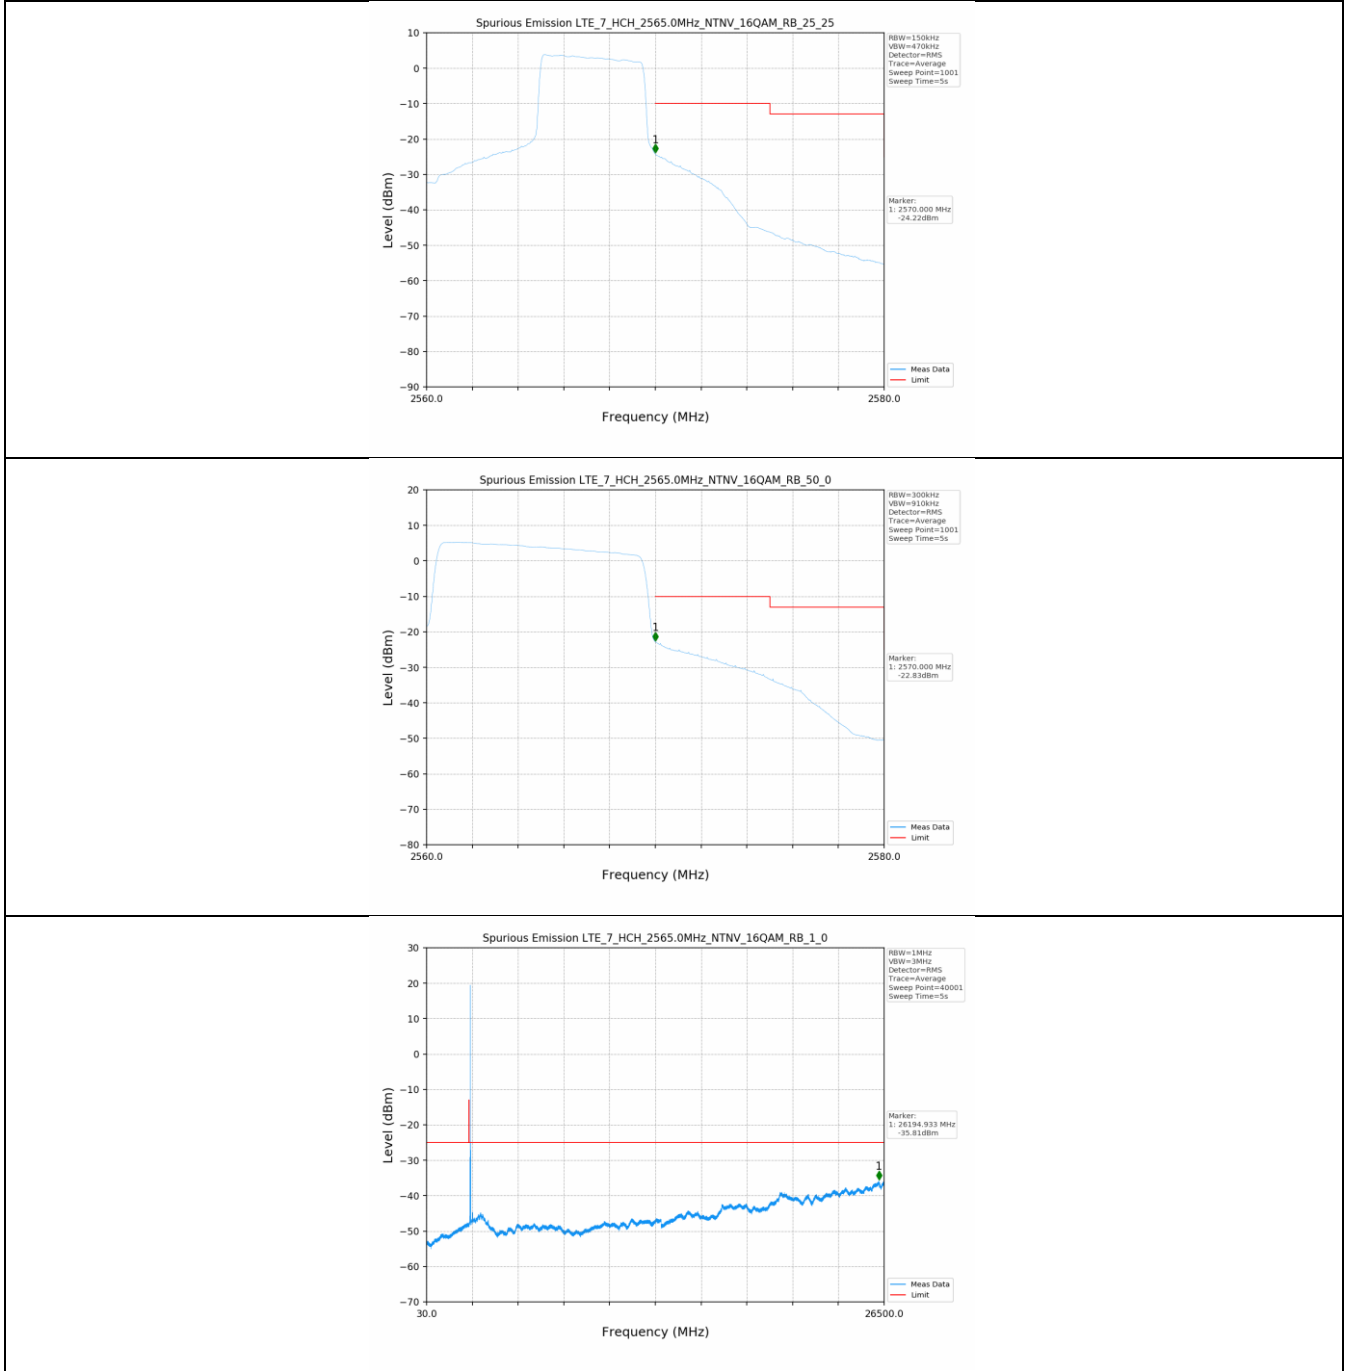 Spurious Emission LTE_7_HCH_2565.0MHz_NTNV_16QAM_RB_25_25
RBW=150kHz
VBW=470kHz
Detector=RMS
Trace=Average
Sweep Point=1001
Sweep Time=5s
10
0
−10
−20
−30
−40
−50
−60
−70
−80
−90
Level (dBm)
1
Marker:
1: 2570.000 MHz
-24.22dBm
Meas Data
Limit
2560.0
2580.0
Frequency (MHz)
Spurious Emission LTE_7_HCH_2565.0MHz_NTNV_16QAM_RB_50_0
RBW=300kHz
VBW=910kHz
Detector=RMS
Trace=Average
Sweep Point=1001
Sweep Time=5s
20
10
0
−10
−20
−30
−40
−50
−60
−70
−80
Level (dBm)
1
Marker:
1: 2570.000 MHz
-22.83dBm
Meas Data
Limit
2560.0
2580.0
Frequency (MHz)
Spurious Emission LTE_7_HCH_2565.0MHz_NTNV_16QAM_RB_1_0
RBW=1MHz
VBW=3MHz
Detector=RMS
Trace=Average
Sweep Point=40001
Sweep Time=5s
30
20
10
0
−10
−20
−30
−40
−50
−60
−70
Level (dBm)
1
Marker:
1: 26194.933 MHz
-35.81dBm
Meas Data
Limit
30.0
26500.0
Frequency (MHz)